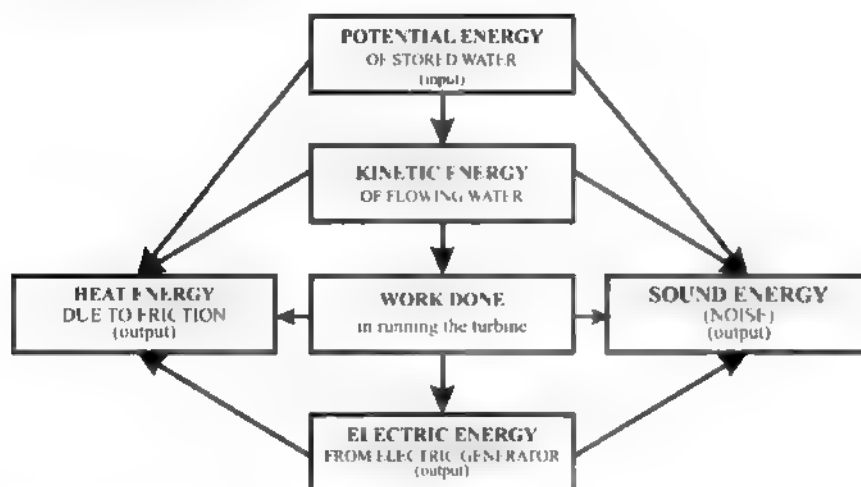 POTENTIAL ENERGY
OF STORED WATER
(input)
KINETIC ENERGY
OF FLOWING WATER
HEAT ENERGY
DUE TO FRICTION
(output)
WORK DONE
in running the turbine
SOUND ENERGY
(NOISE)
(output)
ELECTRIC ENERGY
FROM ELECTRIC GENERATOR
(output)